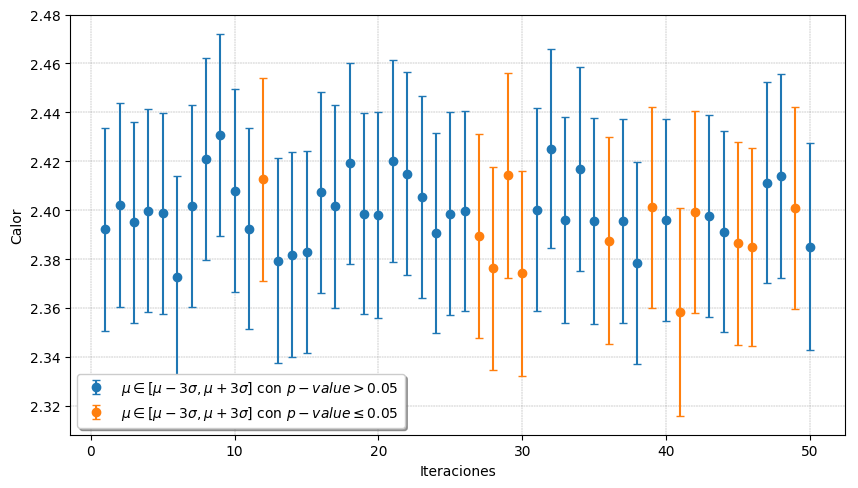 2.48
2.46
2.44
2.42
2.40
2.38
2.36
2.34
2.32
Calor
μ ∈ [μ − 3σ, μ + 3σ] con p − value > 0.05
μ ∈ [μ − 3σ, μ + 3σ] con p − value ≤ 0.05
0 10 20 30 40 50
Iteraciones